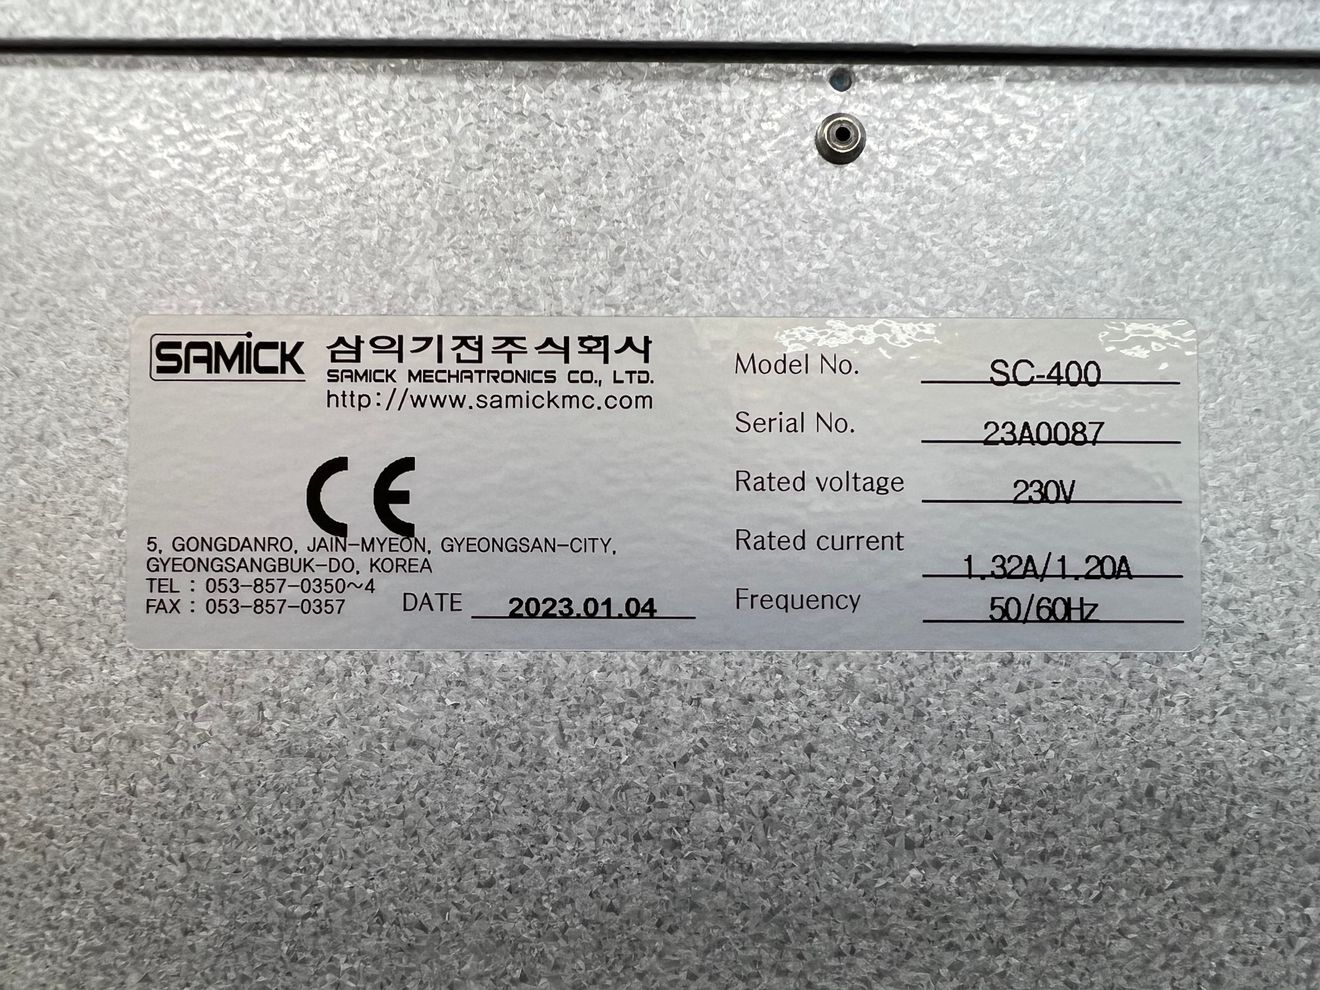 SAMICK
삼익기전주식회사
SAMICK MECHATRONICS CO., LTD.
http://www.samickmc.com
CE
5, GONGDANRO, JAIN-MYEON, GYEONGSAN-CITY,
GYEONGSANGBUK-DO, KOREA
TEL : 053-857-0350~4
FAX : 053-857-0357
DATE 2023.01.04
Model No. SC-400
Serial No. 23A0087
Rated voltage 230V
Rated current 1.32A/1.20A
Frequency 50/60Hz